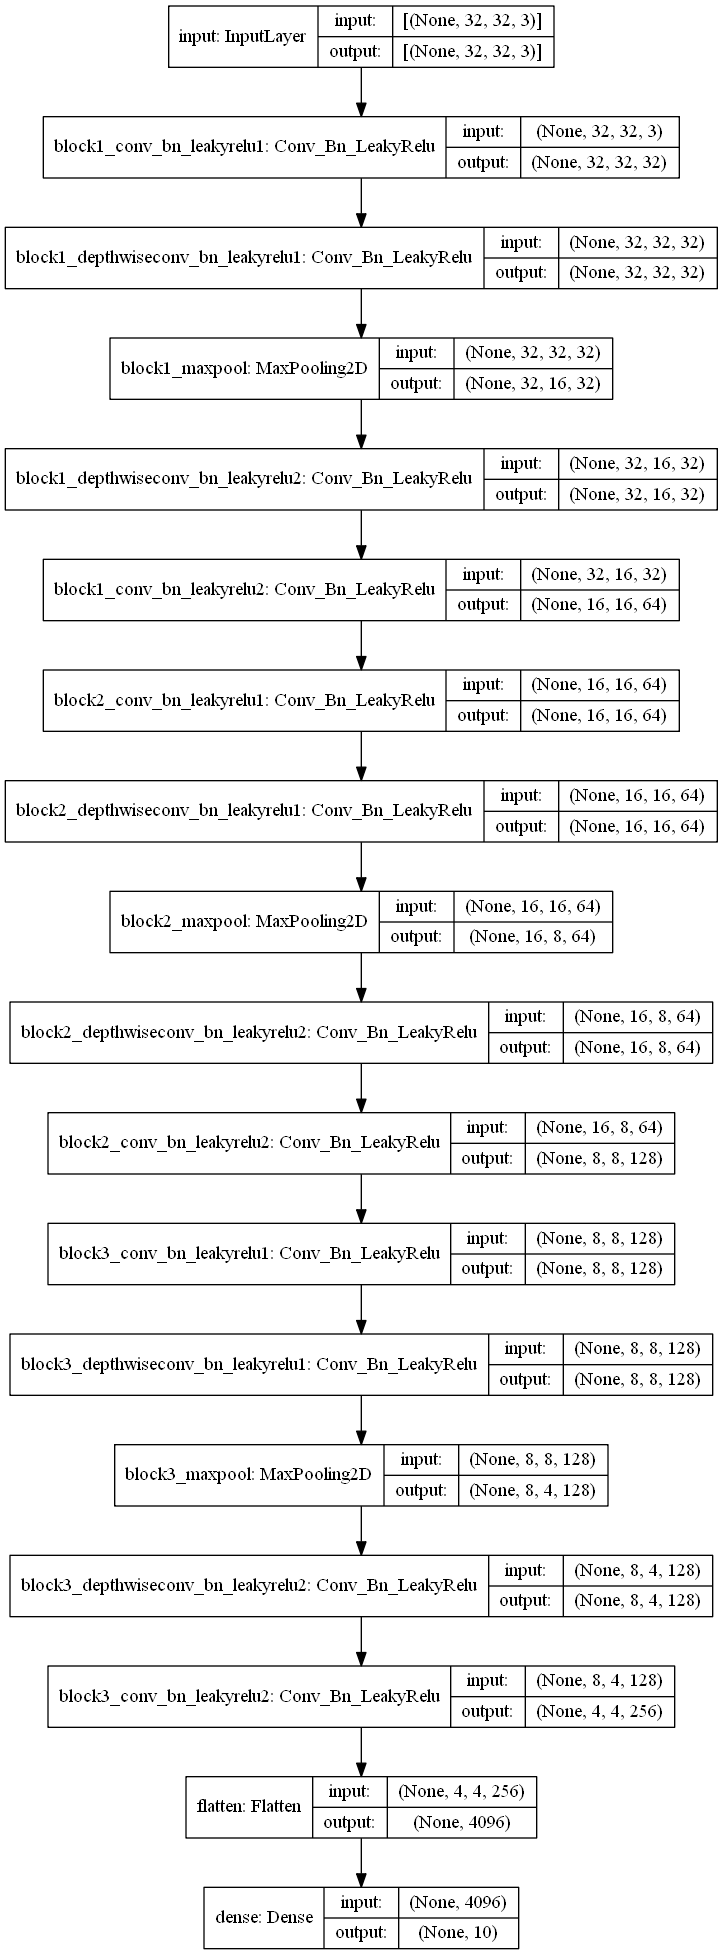 input: InputLayer
input: [(None, 32, 32, 3)]
output: [(None, 32, 32, 3)]
block1_conv_bn_leakyrelu1: Conv_Bn_LeakyRelu
input: (None, 32, 32, 3)
output: (None, 32, 32, 32)
block1_depthwiseconv_bn_leakyrelu1: Conv_Bn_LeakyRelu
input: (None, 32, 32, 32)
output: (None, 32, 32, 32)
block1_maxpool: MaxPooling2D
input: (None, 32, 32, 32)
output: (None, 32, 16, 32)
block1_depthwiseconv_bn_leakyrelu2: Conv_Bn_LeakyRelu
input: (None, 32, 16, 32)
output: (None, 32, 16, 32)
block1_conv_bn_leakyrelu2: Conv_Bn_LeakyRelu
input: (None, 32, 16, 32)
output: (None, 16, 16, 64)
block2_conv_bn_leakyrelu1: Conv_Bn_LeakyRelu
input: (None, 16, 16, 64)
output: (None, 16, 16, 64)
block2_depthwiseconv_bn_leakyrelu1: Conv_Bn_LeakyRelu
input: (None, 16, 16, 64)
output: (None, 16, 16, 64)
block2_maxpool: MaxPooling2D
input: (None, 16, 16, 64)
output: (None, 16, 8, 64)
block2_depthwiseconv_bn_leakyrelu2: Conv_Bn_LeakyRelu
input: (None, 16, 8, 64)
output: (None, 16, 8, 64)
block2_conv_bn_leakyrelu2: Conv_Bn_LeakyRelu
input: (None, 16, 8, 64)
output: (None, 8, 8, 128)
block3_conv_bn_leakyrelu1: Conv_Bn_LeakyRelu
input: (None, 8, 8, 128)
output: (None, 8, 8, 128)
block3_depthwiseconv_bn_leakyrelu1: Conv_Bn_LeakyRelu
input: (None, 8, 8, 128)
output: (None, 8, 8, 128)
block3_maxpool: MaxPooling2D
input: (None, 8, 8, 128)
output: (None, 8, 4, 128)
block3_depthwiseconv_bn_leakyrelu2: Conv_Bn_LeakyRelu
input: (None, 8, 4, 128)
output: (None, 8, 4, 128)
block3_conv_bn_leakyrelu2: Conv_Bn_LeakyRelu
input: (None, 8, 4, 128)
output: (None, 4, 4, 256)
flatten: Flatten
input: (None, 4, 4, 256)
output: (None, 4096)
dense: Dense
input: (None, 4096)
output: (None, 10)